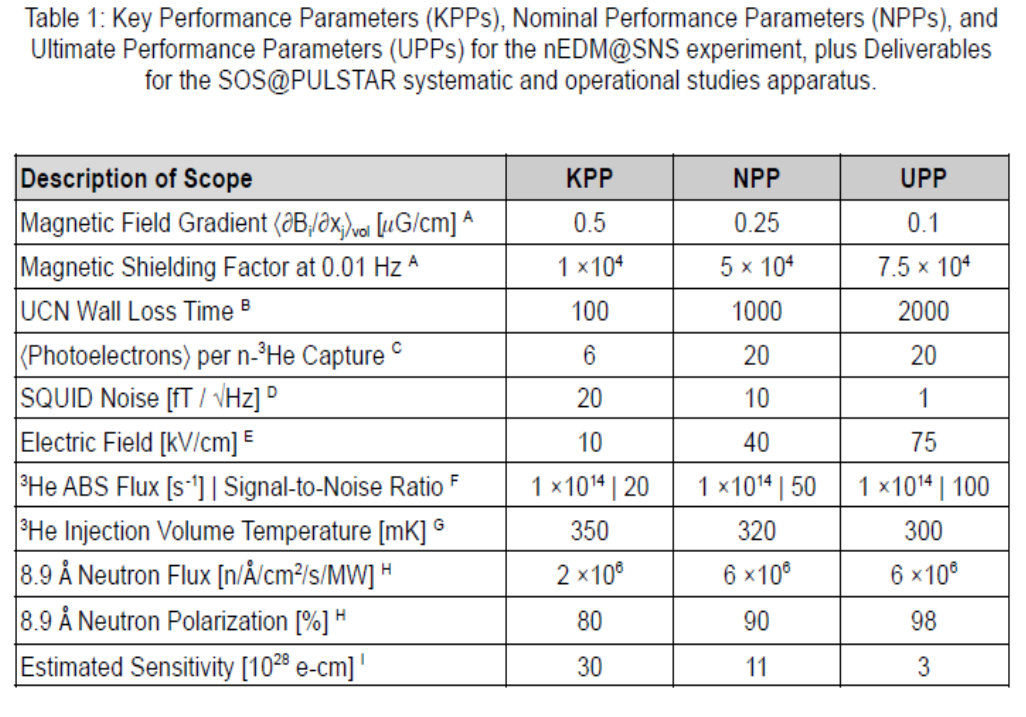 Table 1: Key Performance Parameters (KPPs), Nominal Performance Parameters (NPPs), and
Ultimate Performance Parameters (UPPs) for the nEDM@SNS experiment, plus Deliverables
for the SOS@PULSTAR systematic and operational studies apparatus.
Description of Scope KPP NPP UPP
Magnetic Field Gradient ⟨∂Bᵢ/∂xⱼ⟩vol [μG/cm] ᴬ 0.5 0.25 0.1
Magnetic Shielding Factor at 0.01 Hz ᴬ 1 ×10⁴ 5 × 10⁴ 7.5 × 10⁴
UCN Wall Loss Time ᴮ 100 1000 2000
⟨Photoelectrons⟩ per n-³He Capture ᶜ 6 20 20
SQUID Noise [fT / √Hz] ᴰ 20 10 1
Electric Field [kV/cm] ᴱ 10 40 75
³He ABS Flux [s⁻¹] | Signal-to-Noise Ratio ꟳ 1 ×10¹⁴ | 20 1 ×10¹⁴ | 50 1 ×10¹⁴ | 100
³He Injection Volume Temperature [mK] ᴳ 350 320 300
8.9 Å Neutron Flux [n/Å/cm²/s/MW] ᴴ 2 ×10⁶ 6 ×10⁶ 6 ×10⁶
8.9 Å Neutron Polarization [%] ᴴ 80 90 98
Estimated Sensitivity [10²⁸ e-cm] ᴵ 30 11 3